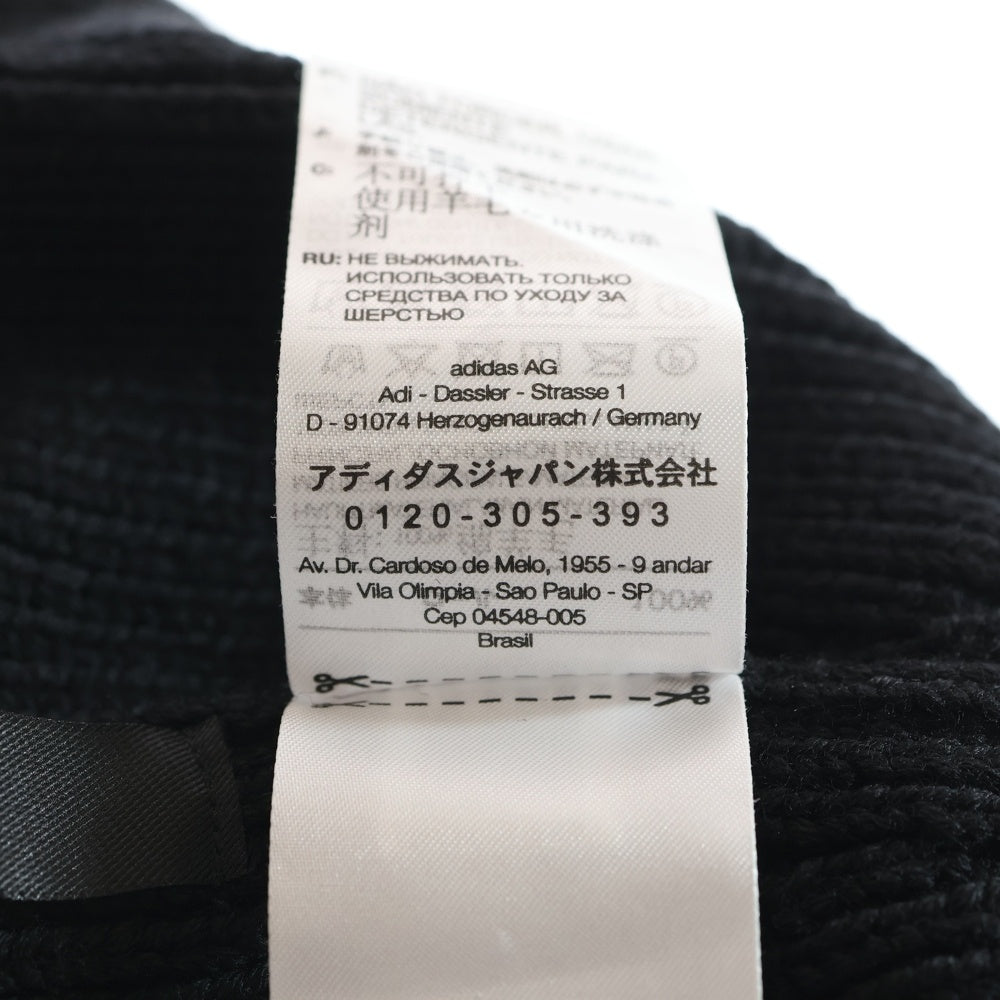 不可拧
使用羊毛
剂
RU: НЕ ВЫЖИМАТЬ.
ИСПОЛЬЗОВАТЬ ТОЛЬКО
СРЕДСТВА ПО УХОДУ ЗА
ШЕРСТЬЮ
adidas AG
Adi - Dassler - Strasse 1
D - 91074 Herzogenaurach / Germany
アディダスジャパン株式会社
0120-305-393
Av. Dr. Cardoso de Melo, 1955 - 9 andar
Vila Olimpia - Sao Paulo - SP
Cep 04548-005
Brasil